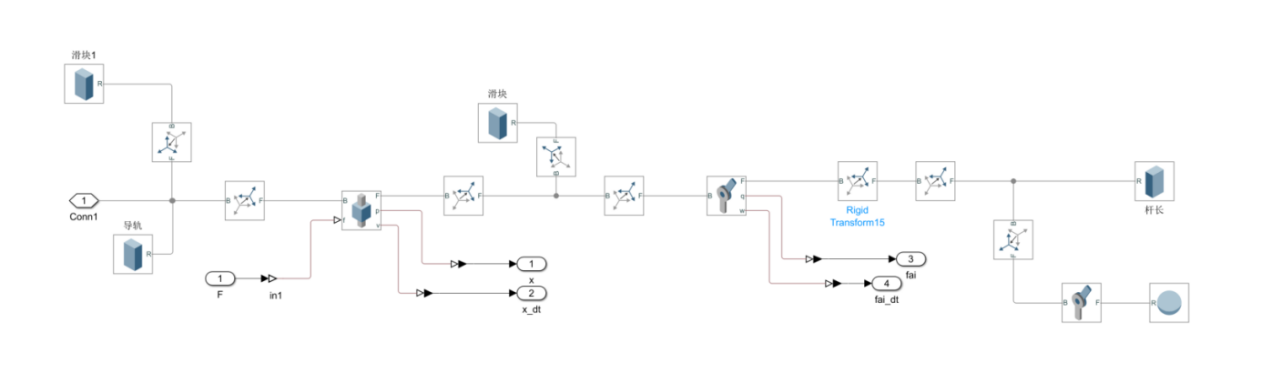 滑块1
R
B
F
滑块
R
F
B
1
Conn1
B
F
B
F
P
v
f
B
F
B
F
B
F
q
w
B
F
B
F
R
杆长
Rigid
Transform15
导轨
R
B
F
1
F
in1
1
x
2
x_dt
3
fai
4
fai_dt
B
F
R